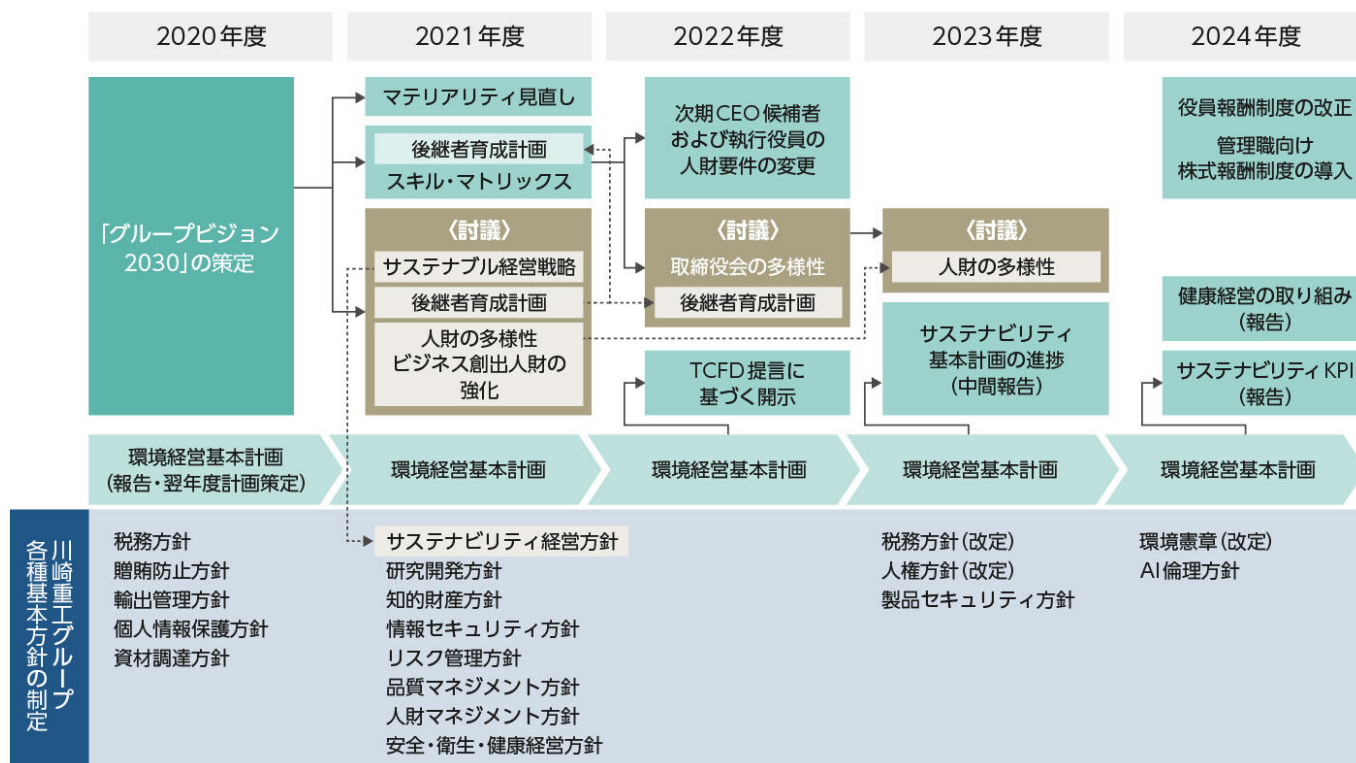 2020年度
2021年度
2022年度
2023年度
2024年度
「グループビジョン
2030」の策定
マテリアリティ見直し
後継者育成計画
スキル・マトリックス
〈討議〉
サステナブル経営戦略
後継者育成計画
人財の多様性
ビジネス創出人財の
強化
次期CEO候補者
および執行役員の
人財要件の変更
〈討議〉
取締役会の多様性
後継者育成計画
TCFD提言に
基づく開示
〈討議〉
人財の多様性
サステナビリティ
基本計画の進捗
(中間報告)
役員報酬制度の改正
管理職向け
株式報酬制度の導入
健康経営の取り組み
(報告)
サステナビリティKPI
(報告)
環境経営基本計画
(報告・翌年度計画策定)
環境経営基本計画
環境経営基本計画
環境経営基本計画
環境経営基本計画
川崎重工グループ
各種基本方針の制定
税務方針
贈賄防止方針
輸出管理方針
個人情報保護方針
資材調達方針
サステナビリティ経営方針
研究開発方針
知的財産方針
情報セキュリティ方針
リスク管理方針
品質マネジメント方針
人財マネジメント方針
安全・衛生・健康経営方針
税務方針(改定)
人権方針(改定)
製品セキュリティ方針
環境憲章(改定)
AI倫理方針